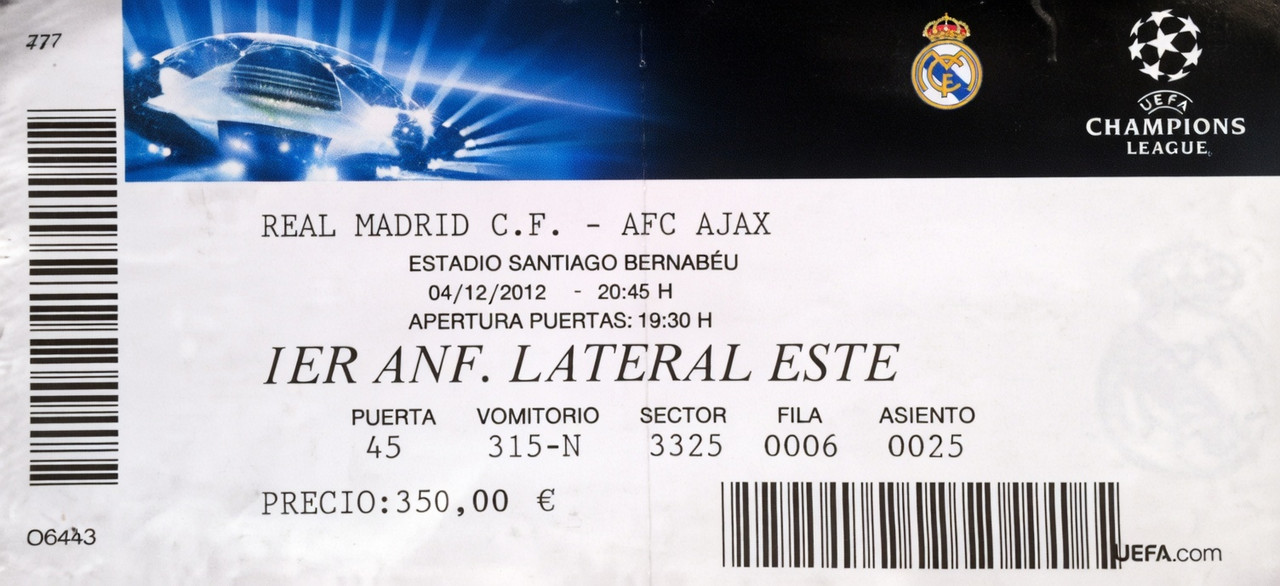 777
UEFA
CHAMPIONS
LEAGUE
REAL MADRID C.F. - AFC AJAX
ESTADIO SANTIAGO BERNABÉU
04/12/2012 - 20:45 H
APERTURA PUERTAS: 19:30 H
1ER ANF. LATERAL ESTE
PUERTA VOMITORIO SECTOR FILA ASIENTO
45 315-N 3325 0006 0025
PRECIO:350,00 €
06443
UEFA.com